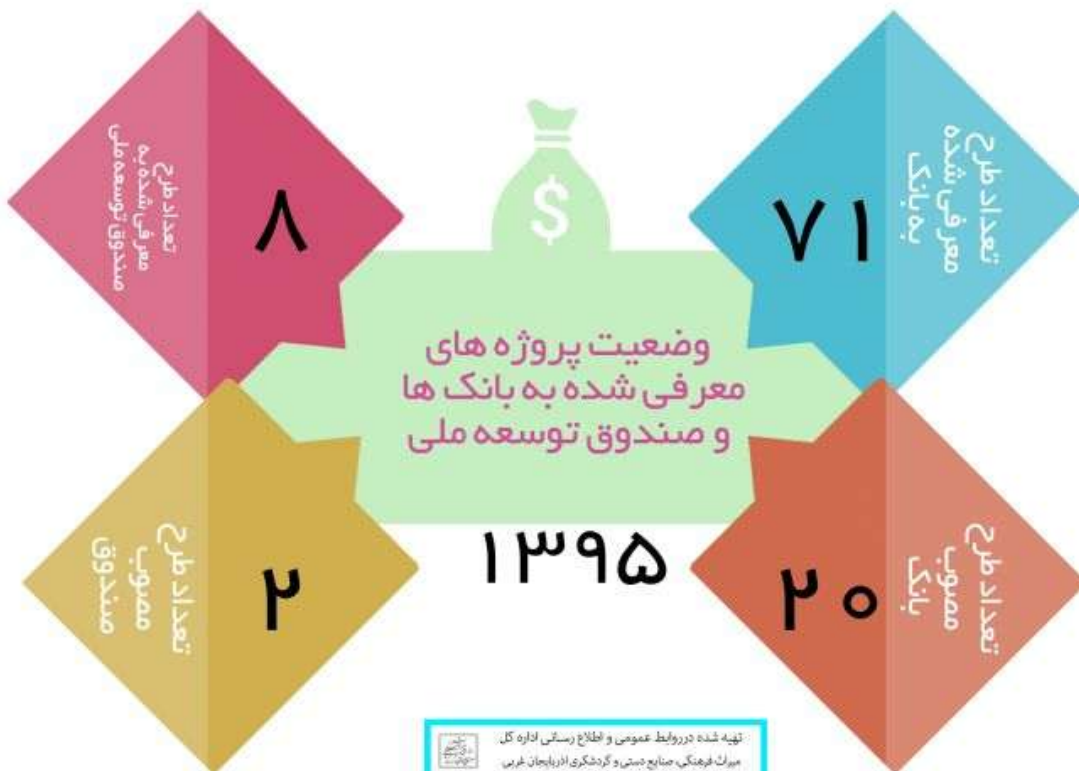 وضعیت پروژه های
معرفی شده به بانک ها
و صندوق توسعه ملی
۱۳۹۵
تعداد طرح
معرفی شده
به بانک
۷۱
تعداد طرح
معرفی شده به
صندوق توسعه ملی
۸
تعداد طرح
مصوب
بانک
۲۰
تعداد طرح
مصوب
صندوق
۲
$
تهیه شده درروابط عمومی و اطلاع رسانی اداره کل
میراث فرهنگی، صنایع دستی و گردشگری آذربایجان غربی